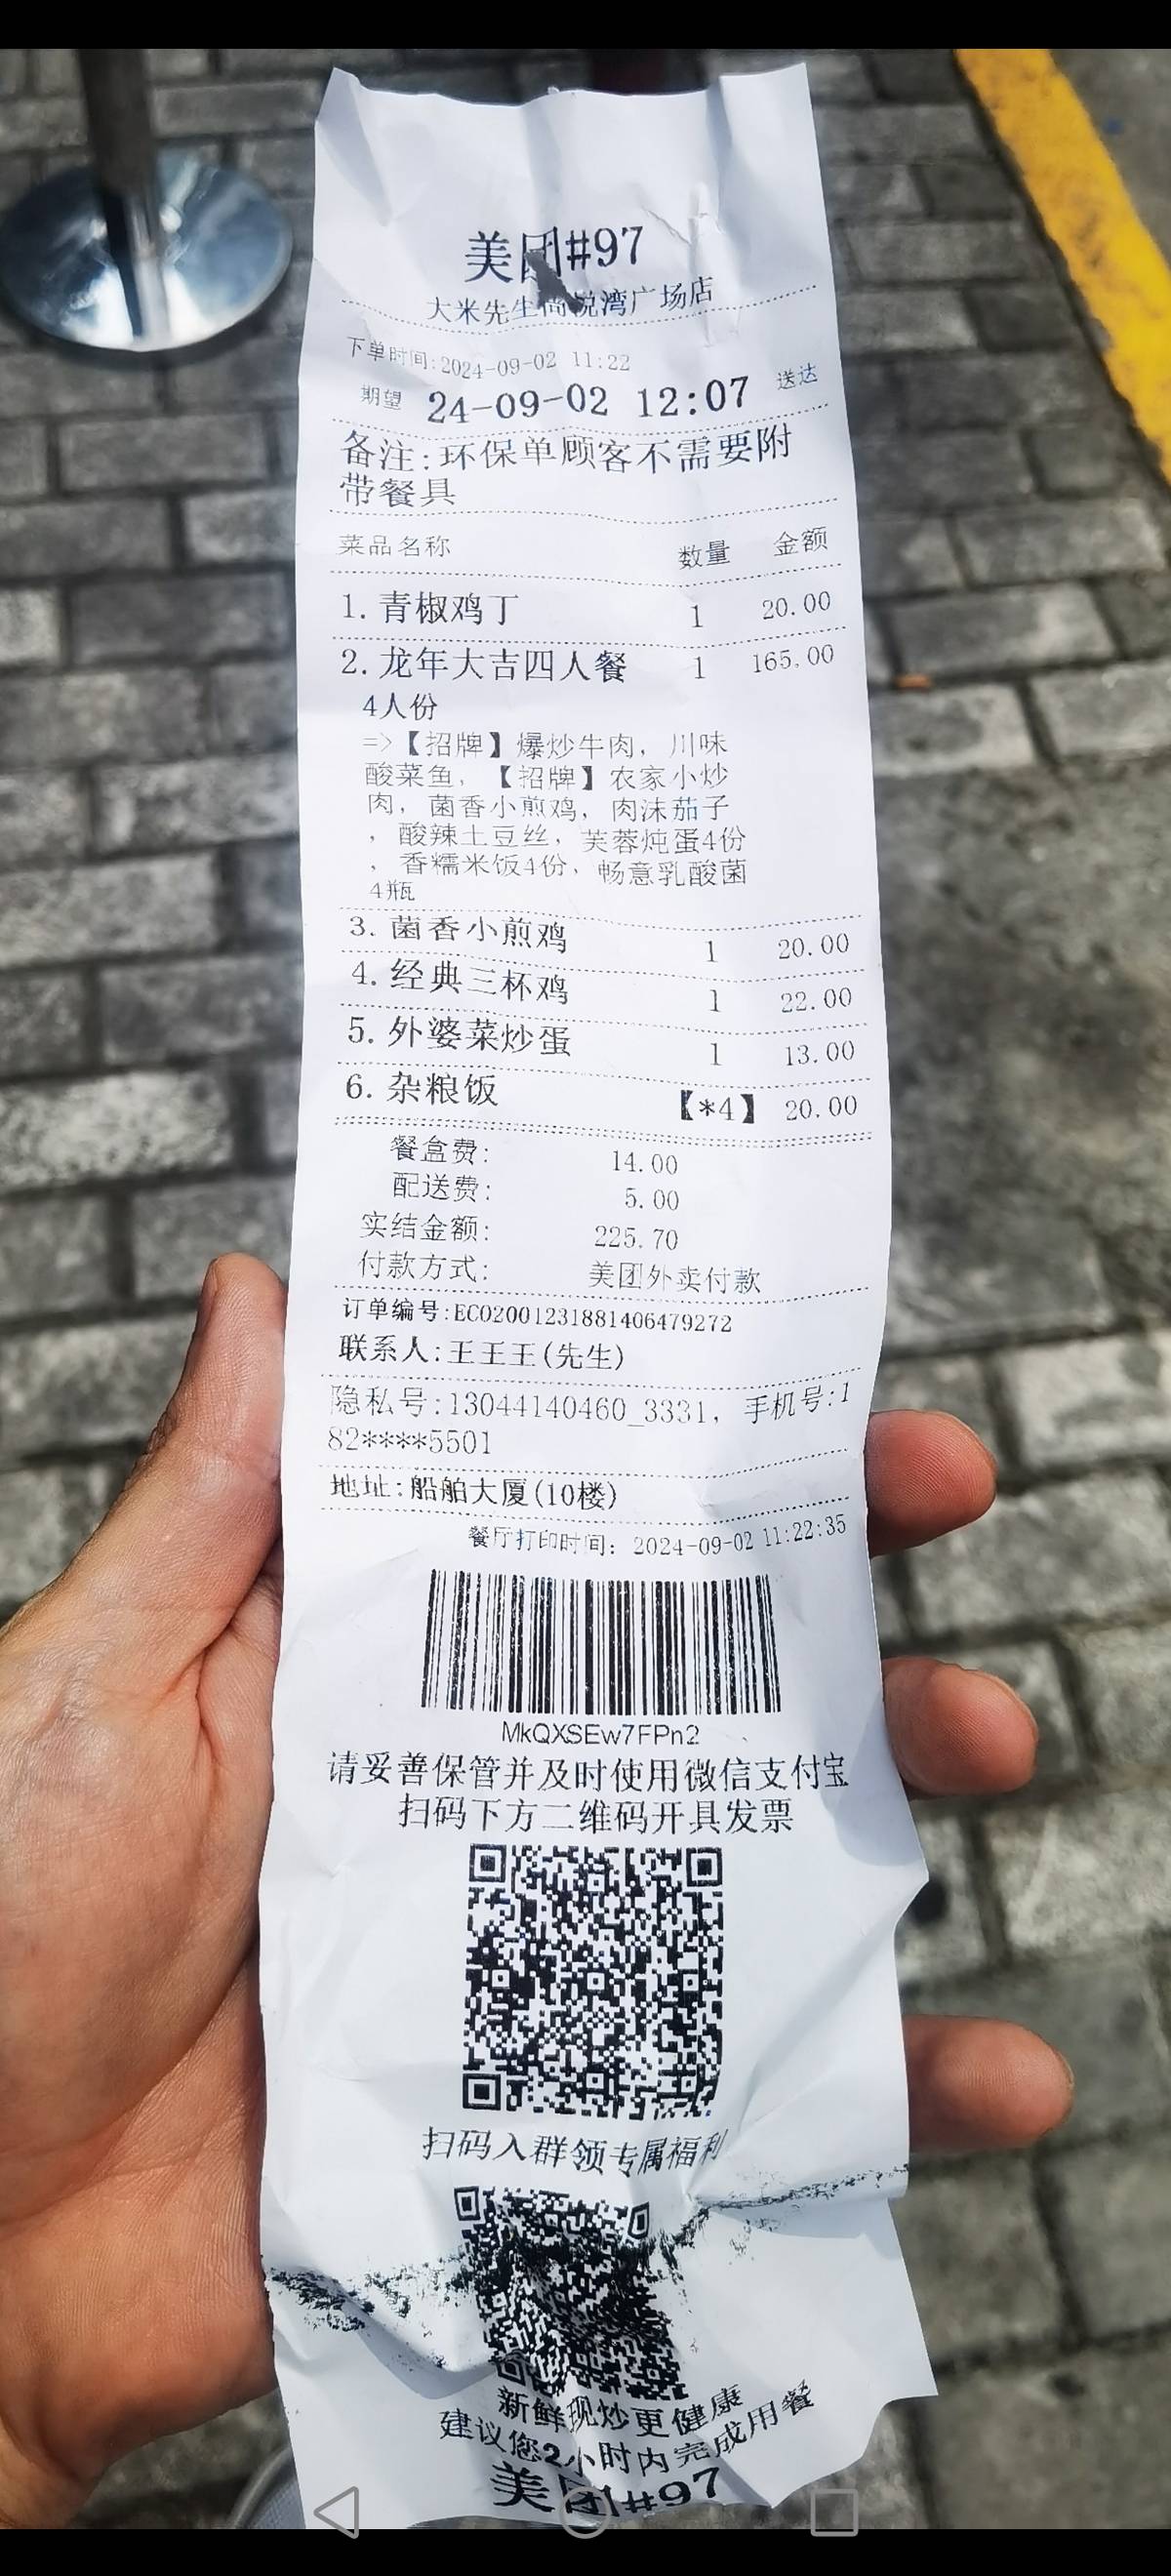 美团#97
大米先生尚悦湾广场店
下单时间:2024-09-02 11:22
期望 24-09-02 12:07 送达
备注:环保单顾客不需要附
带餐具
菜品名称 数量 金额
1.青椒鸡丁 1 20.00
2.龙年大吉四人餐 1 165.00
4人份
=>【招牌】爆炒牛肉，川味
酸菜鱼，【招牌】农家小炒
肉，菌香小煎鸡，肉沫茄子
，酸辣土豆丝，芙蓉炖蛋4份
，香糯米饭4份，畅意乳酸菌
4瓶
3.菌香小煎鸡 1 20.00
4.经典三杯鸡 1 22.00
5.外婆菜炒蛋 1 13.00
6.杂粮饭 【*4】 20.00
餐盒费: 14.00
配送费: 5.00
实结金额: 225.70
付款方式: 美团外卖付款
订单编号:EC02001231881406479272
联系人:王王王(先生)
隐私号:13044140460_3331，手机号:1
82****5501
地址:船舶大厦(10楼)
餐厅打印时间: 2024-09-02 11:22:35
MkQXSEw7FPn2
请妥善保管并及时使用微信支付宝
扫码下方二维码开具发票
扫码入群领专属福利
新鲜现炒更健康
建议您2小时内完成用餐
美团#97